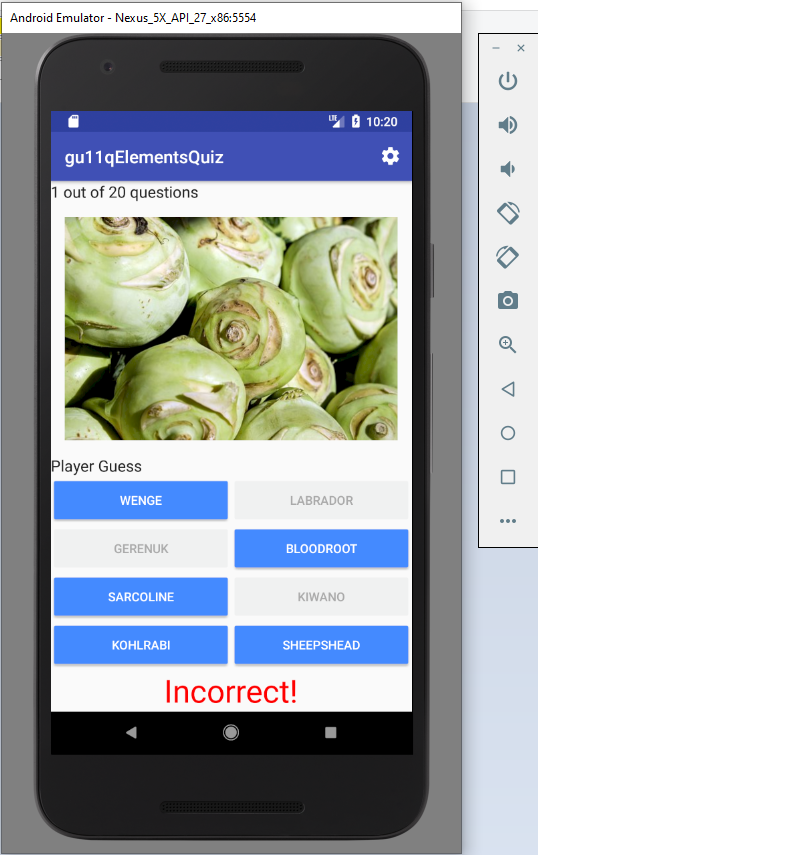 Android Emulator - Nexus_5X_API_27_x86:5554
LTE 10:20
gu11qElementsQuiz
1 out of 20 questions
Player Guess
WENGE LABRADOR
GERENUK BLOODROOT
SARCOLINE KIWANO
KOHLRABI SHEEPSHEAD
Incorrect!